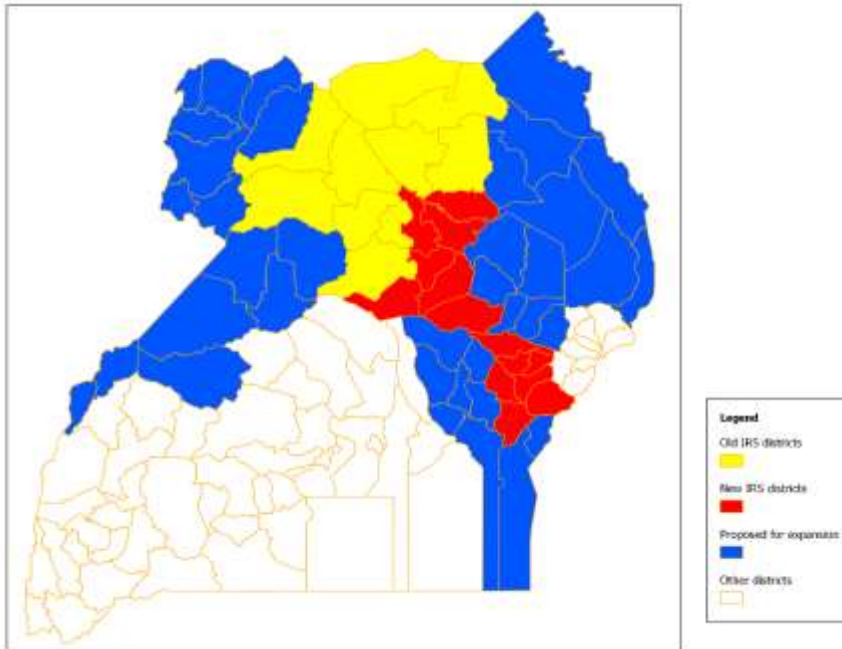 Legend
Old IRS districts
New IRS districts
Proposed for expansion
Other districts